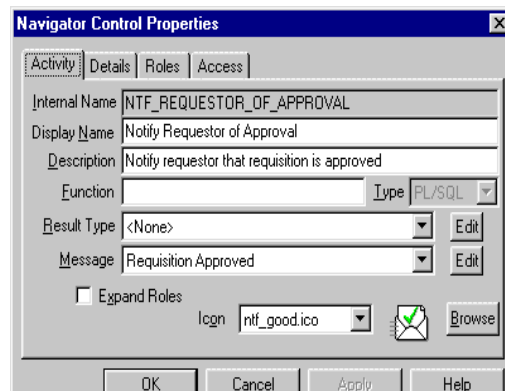 Navigator Control Properties
Activity Details Roles Access
Internal Name NTF_REQUESTOR_OF_APPROVAL
Display Name Notify Requestor of Approval
Description Notify requestor that requisition is approved
Function Type PL/SQL
Result Type <None> Edit
Message Requisition Approved Edit
Expand Roles
Icon ntf_good.ico Browse
OK Cancel Apply Help